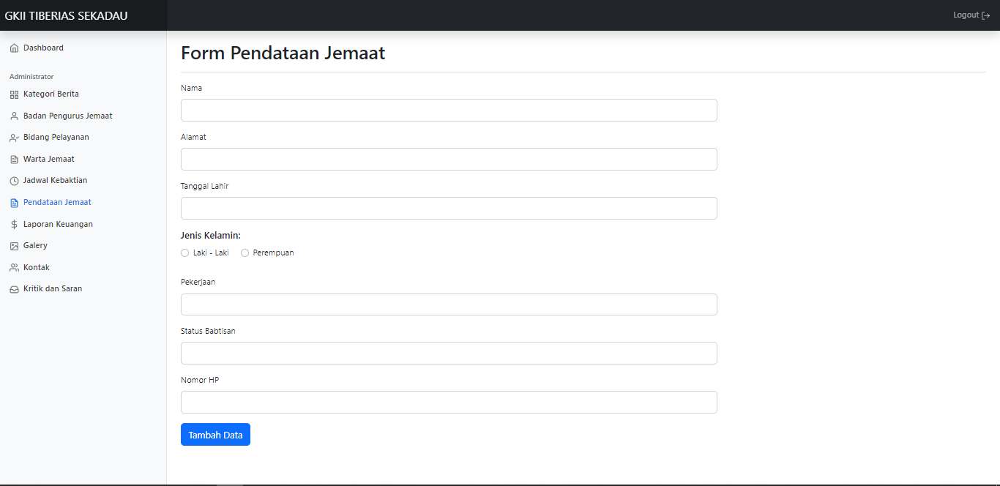 GKII TIBERIAS SEKADAU
Logout
Dashboard
Administrator
Kategori Berita
Badan Pengurus Jemaat
Bidang Pelayanan
Warta Jemaat
Jadwal Kebaktian
Pendataan Jemaat
Laporan Keuangan
Galery
Kontak
Kritik dan Saran
Form Pendataan Jemaat
Nama
Alamat
Tanggal Lahir
Jenis Kelamin:
Laki - Laki Perempuan
Pekerjaan
Status Babtisan
Nomor HP
Tambah Data